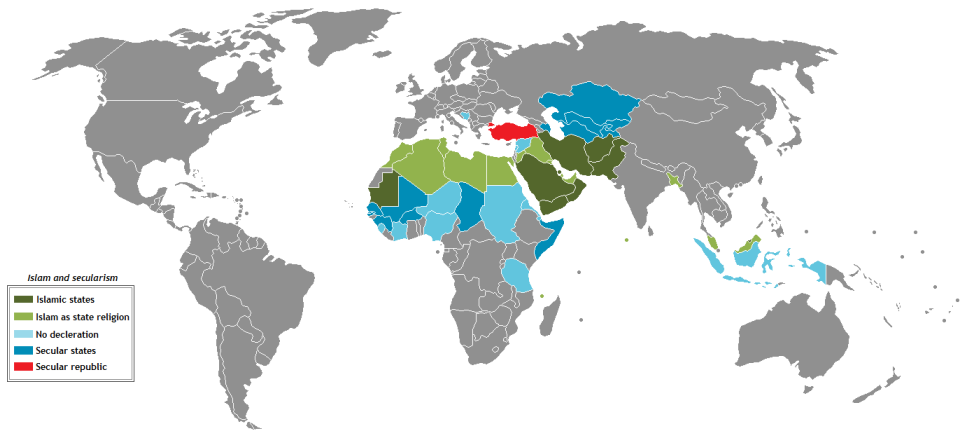 Islam and secularism
Islamic states
Islam as state religion
No decleration
Secular states
Secular republic